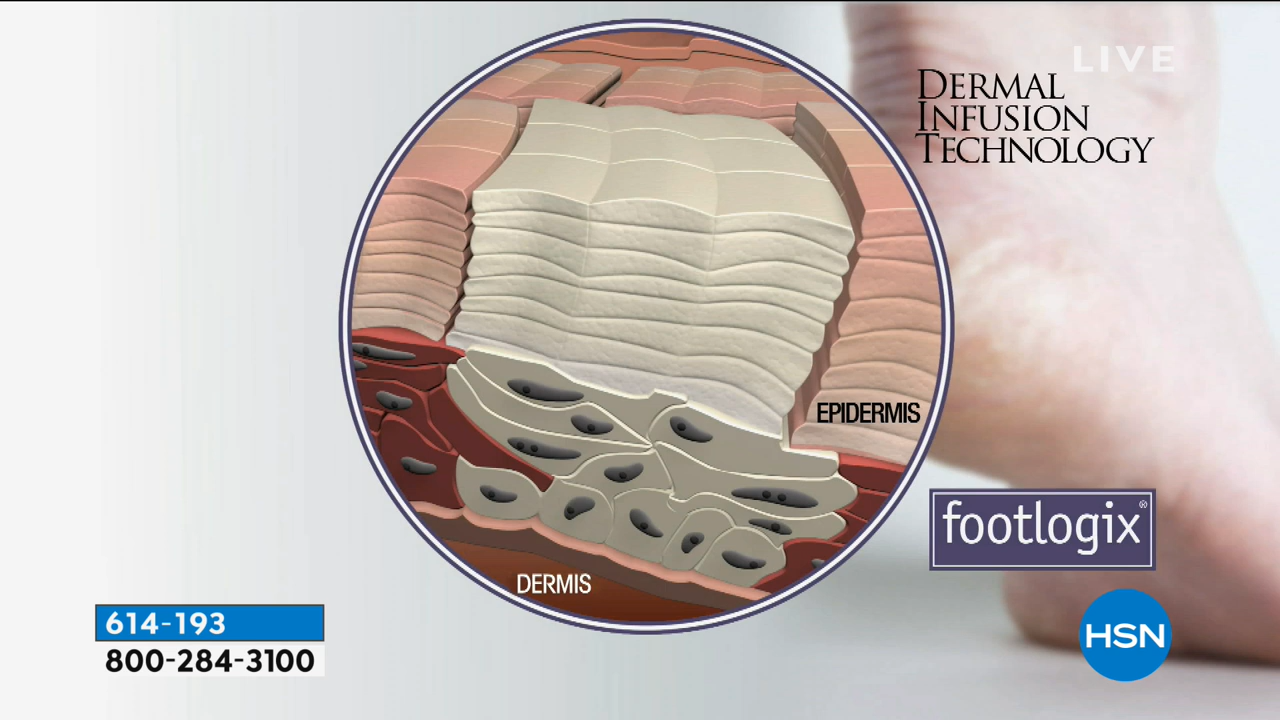 LIVE
DERMAL
INFUSION
TECHNOLOGY
EPIDERMIS
footlogix®
DERMIS
614-193
800-284-3100
HSN